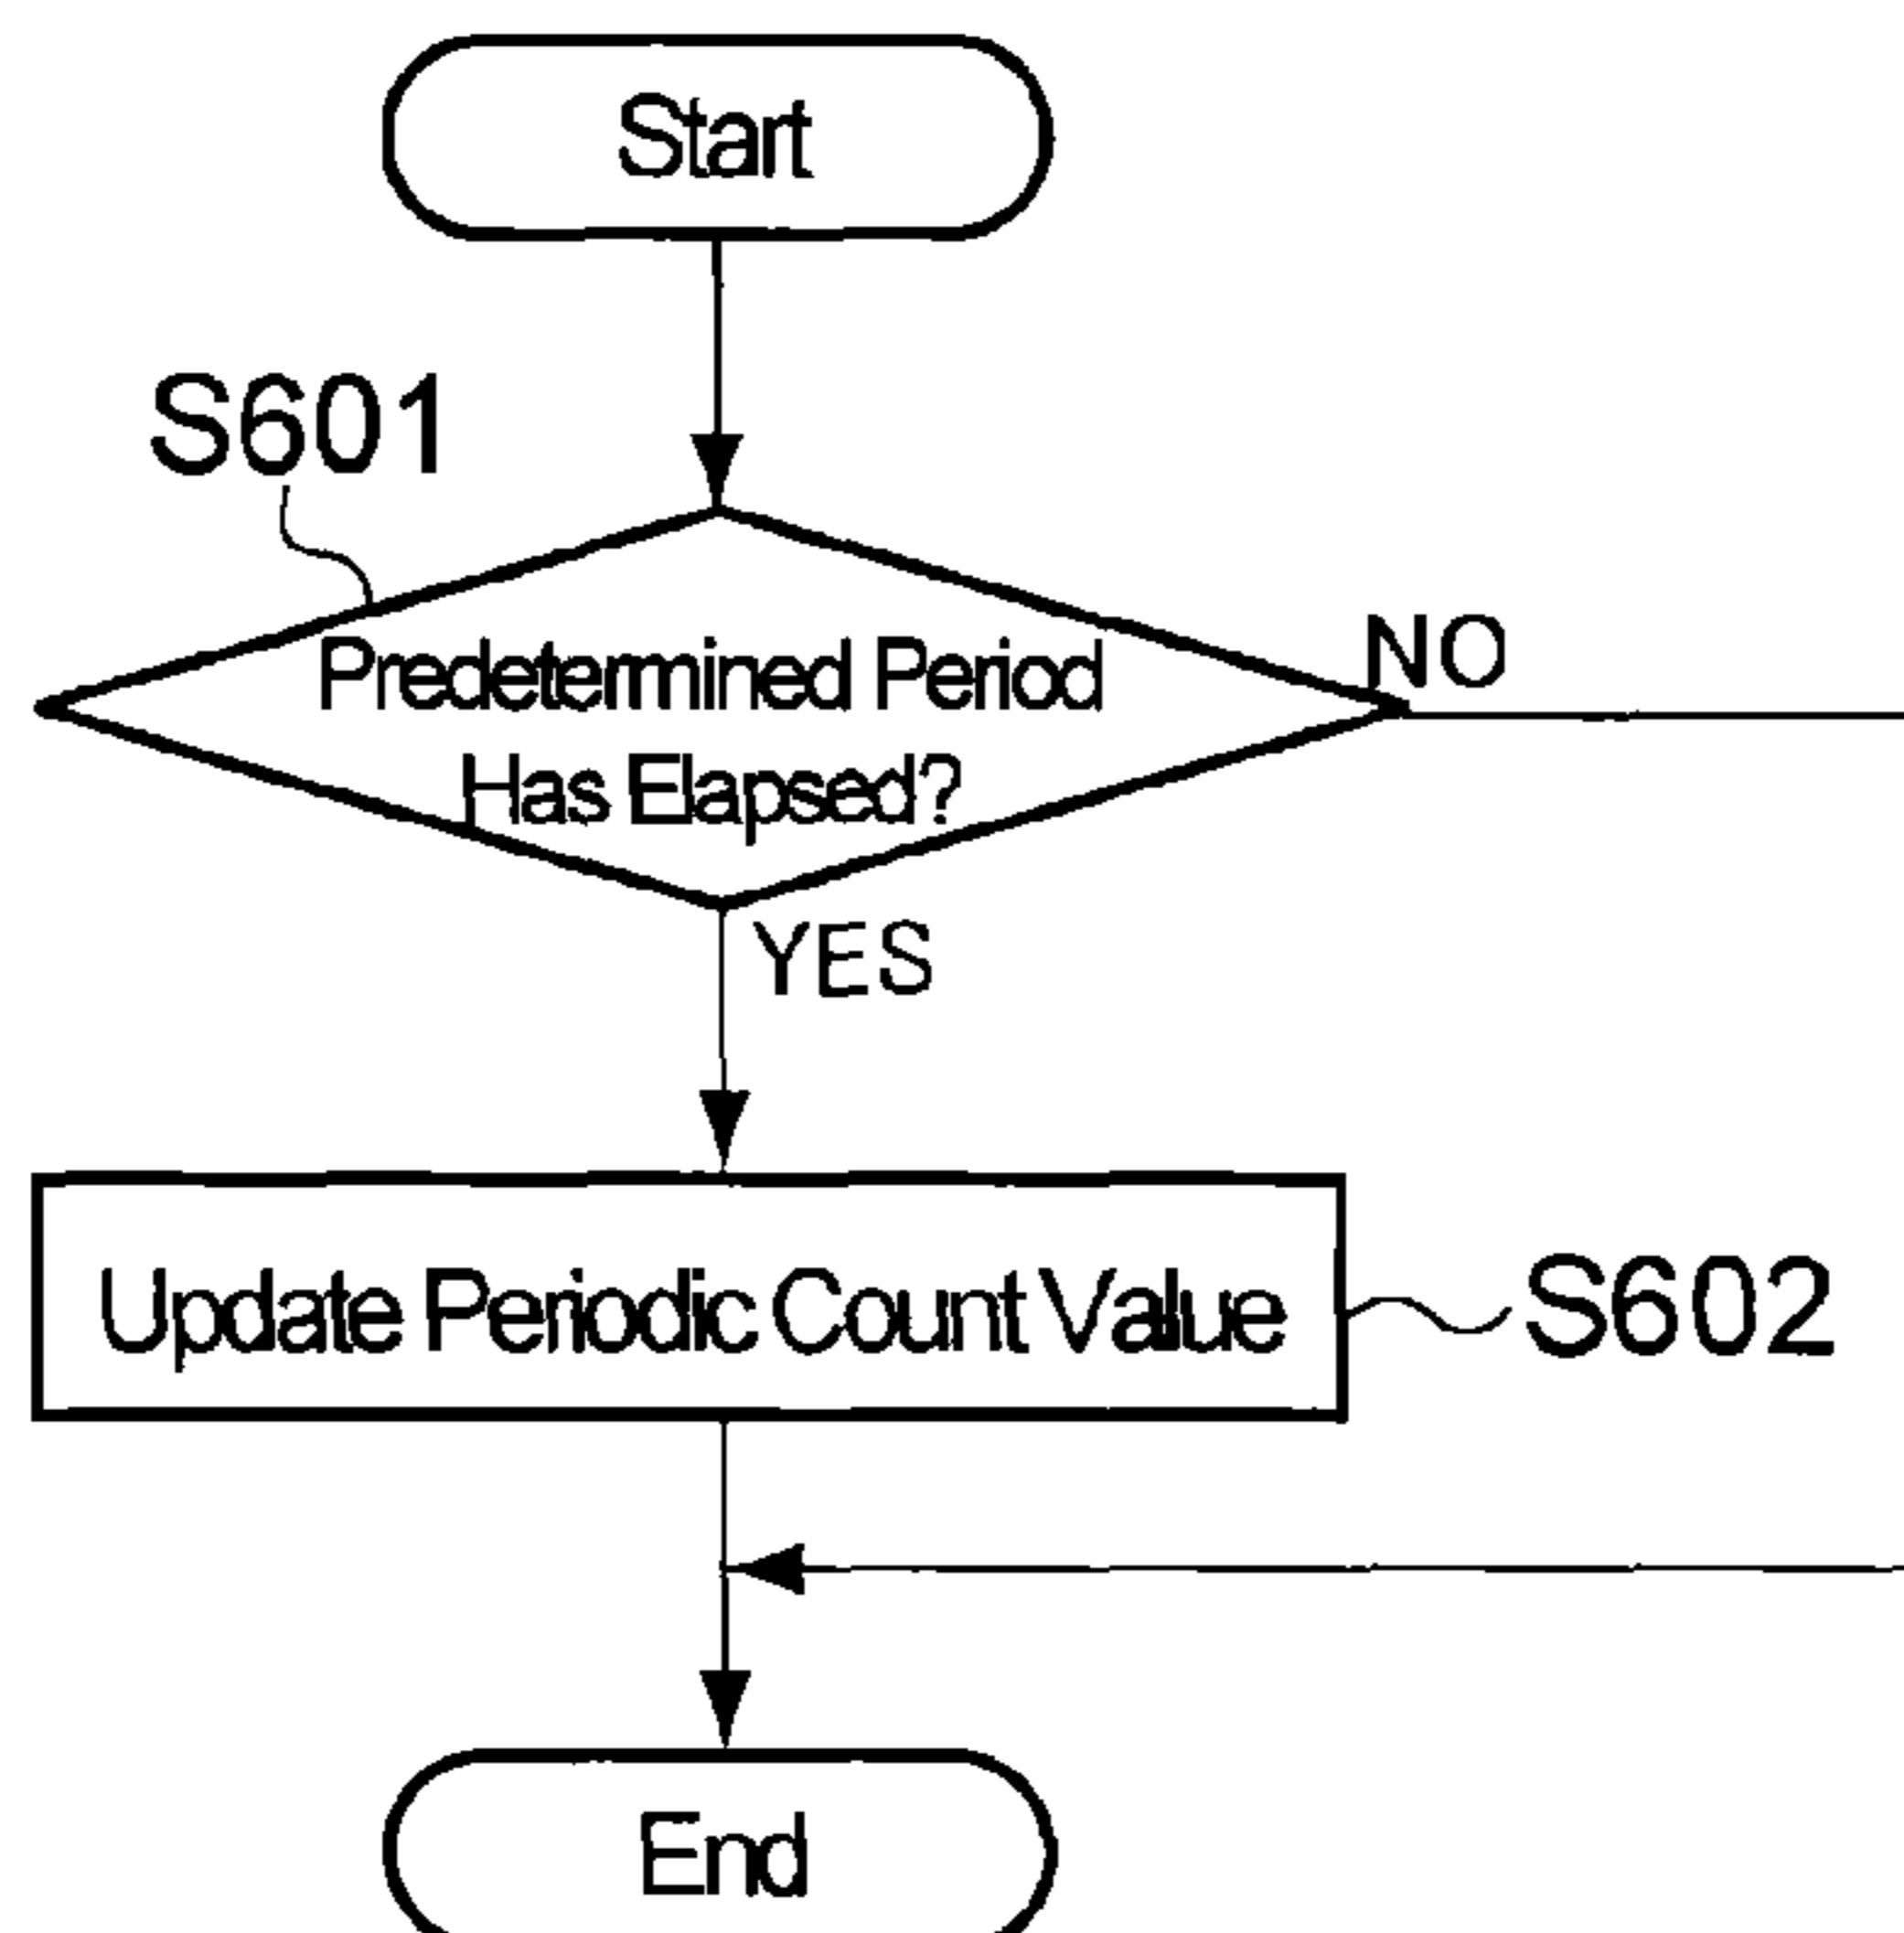 Start
S601
Predetermined Period
Has Elapsed?
NO
YES
Update Periodic Count Value
S602
End